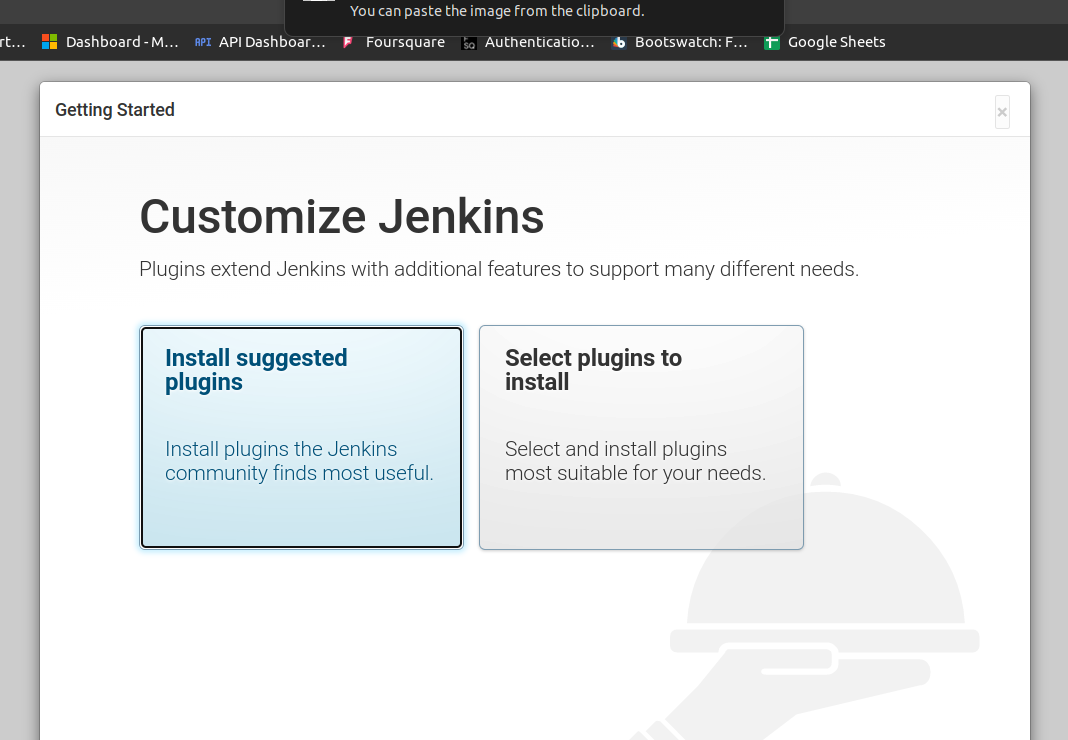 You can paste the image from the clipboard.
rt... Dashboard - M... API API Dashboar... Foursquare Authenticatio... Bootswatch: F... Google Sheets
Getting Started
×
Customize Jenkins
Plugins extend Jenkins with additional features to support many different needs.
Install suggested
plugins
Install plugins the Jenkins
community finds most useful.
Select plugins to
install
Select and install plugins
most suitable for your needs.